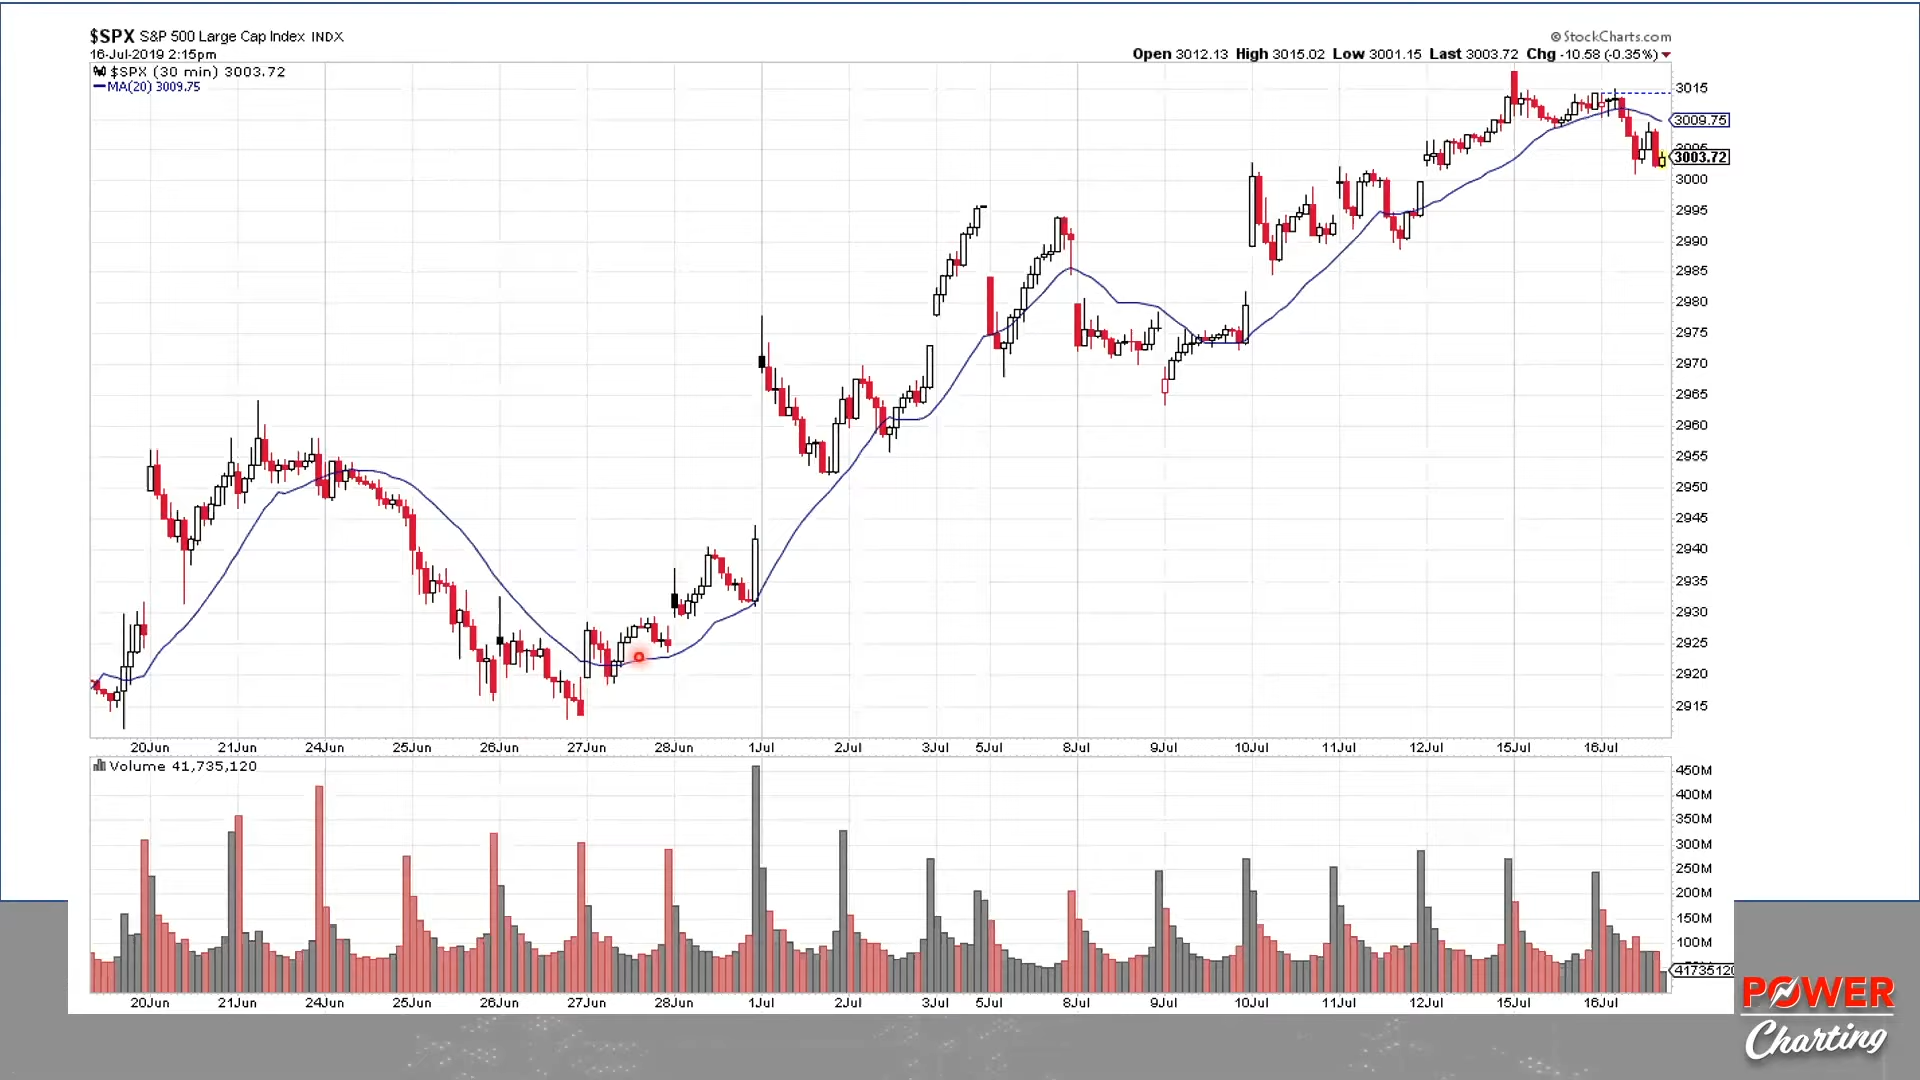 $SPX S&P 500 Large Cap Index INDX
© StockCharts.com
16-Jul-2019 2:15pm
Open 3012.13 High 3015.02 Low 3001.15 Last 3003.72 Chg -10.58 (-0.35%)
$SPX (30 min) 3003.72
MA(20) 3009.75
3015
3009.75
3005
3003.72
3000
2995
2990
2985
2980
2975
2970
2965
2960
2955
2950
2945
2940
2935
2930
2925
2920
2915
20Jun 21Jun 24Jun 25Jun 26Jun 27Jun 28Jun 1Jul 2Jul 3Jul 5Jul 8Jul 9Jul 10Jul 11Jul 12Jul 15Jul 16Jul
Volume 41,735,120
450M
400M
350M
300M
250M
200M
150M
100M
41735120
20Jun 21Jun 24Jun 25Jun 26Jun 27Jun 28Jun 1Jul 2Jul 3Jul 5Jul 8Jul 9Jul 10Jul 11Jul 12Jul 15Jul 16Jul
POWER
Charting